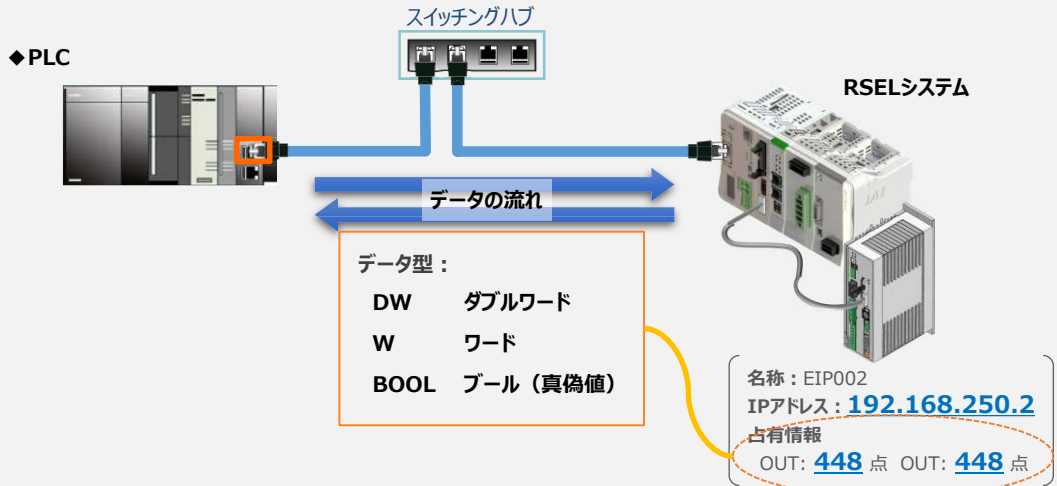 スイッチングハブ
◆PLC
RSELシステム
データの流れ
データ型：
DW ダブルワード
W ワード
BOOL ブール（真偽値）
名称：EIP002
IPアドレス：192.168.250.2
占有情報
OUT: 448 点 OUT: 448 点
IAI